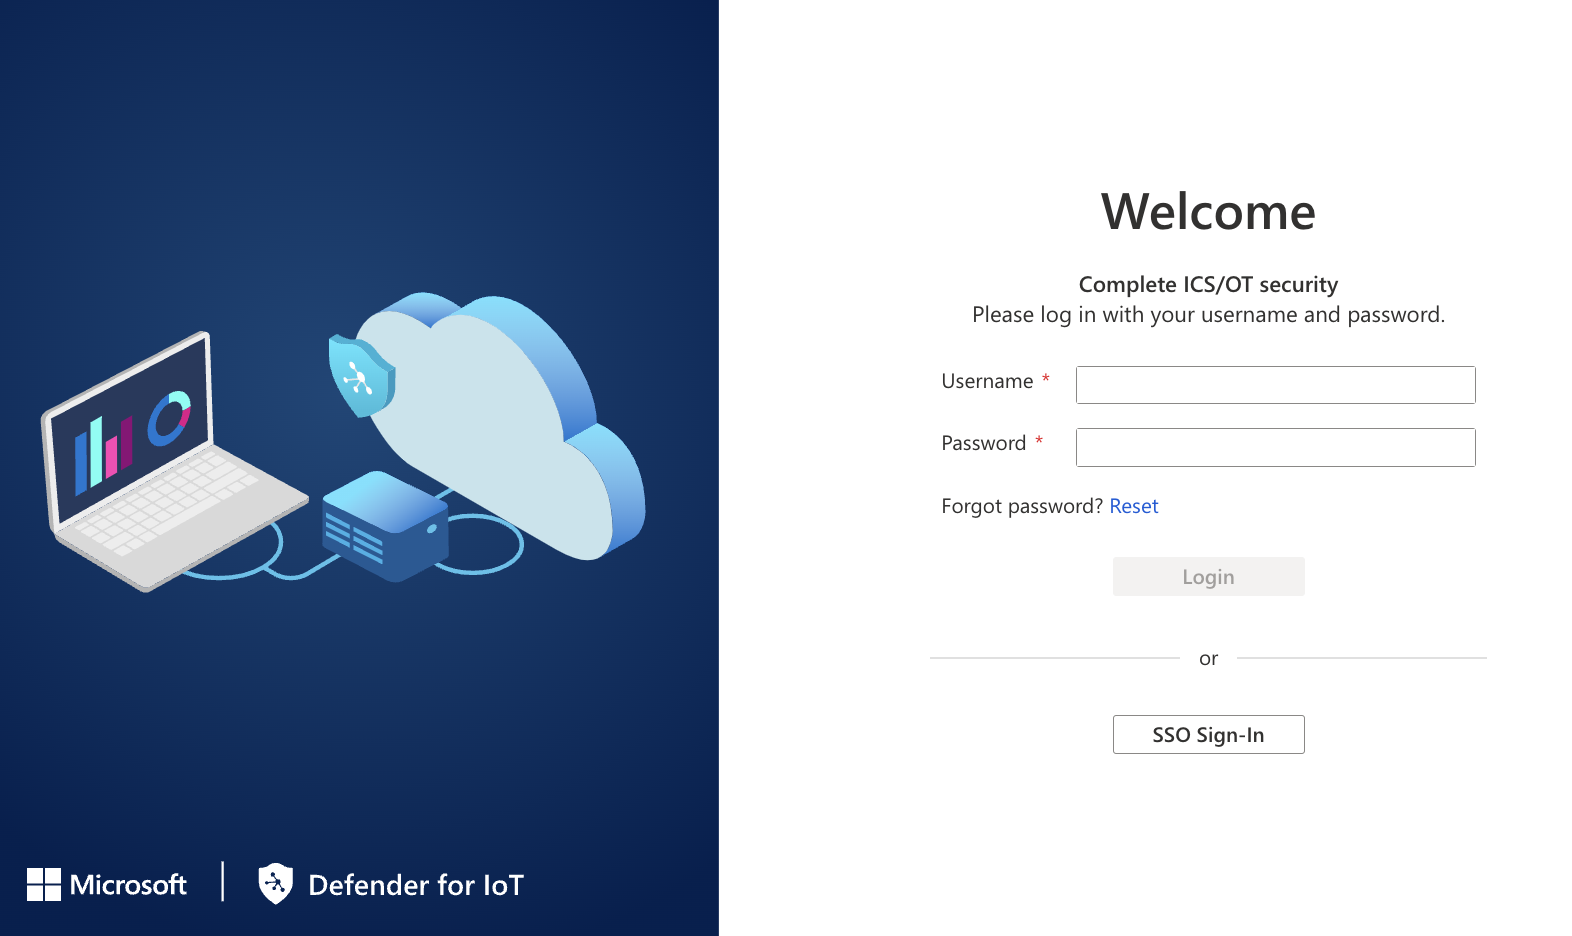 Welcome
Complete ICS/OT security
Please log in with your username and password.
Username *
Password *
Forgot password? Reset
Login
or
SSO Sign-In
Microsoft | Defender for IoT